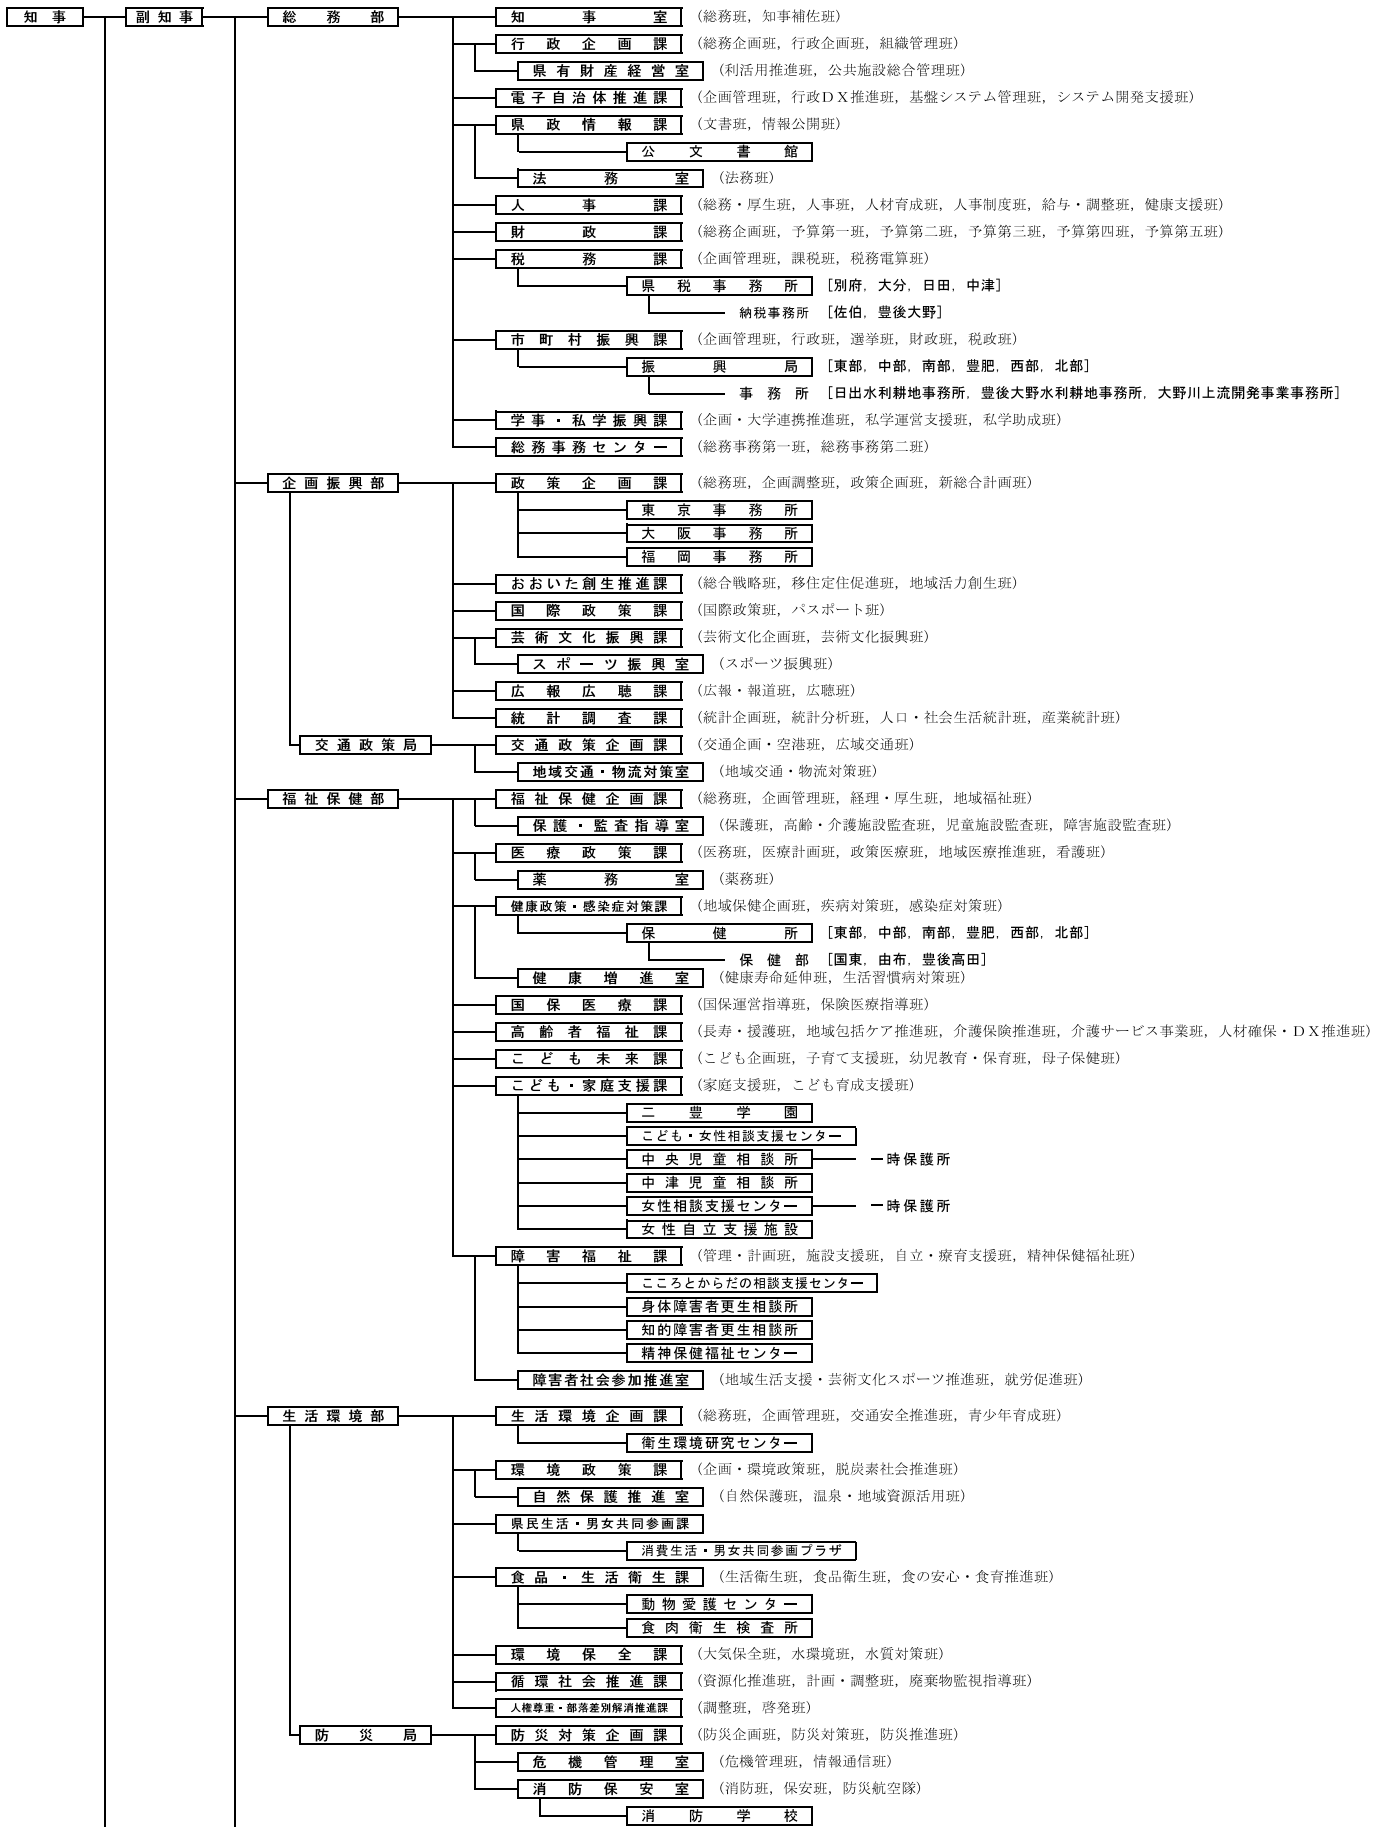 知事 副知事 総務部 知事室 （総務班，知事補佐班）
行政企画課 （総務企画班，行政企画班，組織管理班）
県有財産経営室 （利活用推進班，公共施設総合管理班）
電子自治体推進課 （企画管理班，行政ＤＸ推進班，基盤システム管理班，システム開発支援班）
県政情報課 （文書班，情報公開班）
公文書館
法務室 （法務班）
人事課 （総務・厚生班，人事班，人材育成班，人事制度班，給与・調整班，健康支援班）
財政課 （総務企画班，予算第一班，予算第二班，予算第三班，予算第四班，予算第五班）
税務課 （企画管理班，課税班，税務電算班）
県税事務所 ［別府，大分，日田，中津］
納税事務所 ［佐伯，豊後大野］
市町村振興課 （企画管理班，行政班，選挙班，財政班，税政班）
振興局 ［東部，中部，南部，豊肥，西部，北部］
事務所 ［日出水利耕地事務所，豊後大野水利耕地事務所，大野川上流開発事業事務所］
学事・私学振興課 （企画・大学連携推進班，私学運営支援班，私学助成班）
総務事務センター （総務事務第一班，総務事務第二班）
企画振興部 政策企画課 （総務班，企画調整班，政策企画班，新総合計画班）
東京事務所
大阪事務所
福岡事務所
おおいた創生推進課 （総合戦略班，移住定住促進班，地域活力創生班）
国際政策課 （国際政策班，パスポート班）
芸術文化振興課 （芸術文化企画班，芸術文化振興班）
スポーツ振興室 （スポーツ振興班）
広報広聴課 （広報・報道班，広聴班）
統計調査課 （統計企画班，統計分析班，人口・社会生活統計班，産業統計班）
交通政策局 交通政策企画課 （交通企画・空港班，広域交通班）
地域交通・物流対策室 （地域交通・物流対策班）
福祉保健部 福祉保健企画課 （総務班，企画管理班，経理・厚生班，地域福祉班）
保護・監査指導室 （保護班，高齢・介護施設監査班，児童施設監査班，障害施設監査班）
医療政策課 （医務班，医療計画班，政策医療班，地域医療推進班，看護班）
薬務室 （薬務班）
健康政策・感染症対策課 （地域保健企画班，疾病対策班，感染症対策班）
保健所 ［東部，中部，南部，豊肥，西部，北部］
保健部 ［国東，由布，豊後高田］
健康増進室 （健康寿命延伸班，生活習慣病対策班）
国保医療課 （国保運営指導班，保険医療指導班）
高齢者福祉課 （長寿・援護班，地域包括ケア推進班，介護保険推進班，介護サービス事業班，人材確保・ＤＸ推進班）
こども未来課 （こども企画班，子育て支援班，幼児教育・保育班，母子保健班）
こども・家庭支援課 （家庭支援班，こども育成支援班）
二豊学園
こども・女性相談支援センター
中央児童相談所 一時保護所
中津児童相談所
女性相談支援センター 一時保護所
女性自立支援施設
障害福祉課 （管理・計画班，施設支援班，自立・療育支援班，精神保健福祉班）
こころとからだの相談支援センター
身体障害者更生相談所
知的障害者更生相談所
精神保健福祉センター
障害者社会参加推進室 （地域生活支援・芸術文化スポーツ推進班，就労促進班）
生活環境部 生活環境企画課 （総務班，企画管理班，交通安全推進班，青少年育成班）
衛生環境研究センター
環境政策課 （企画・環境政策班，脱炭素社会推進班）
自然保護推進室 （自然保護班，温泉・地域資源活用班）
県民生活・男女共同参画課
消費生活・男女共同参画プラザ
食品・生活衛生課 （生活衛生班，食品衛生班，食の安心・食育推進班）
動物愛護センター
食肉衛生検査所
環境保全課 （大気保全班，水環境班，水質対策班）
循環社会推進課 （資源化推進班，計画・調整班，廃棄物監視指導班）
人権尊重・部落差別解消推進課 （調整班，啓発班）
防災局 防災対策企画課 （防災企画班，防災対策班，防災推進班）
危機管理室 （危機管理班，情報通信班）
消防保安室 （消防班，保安班，防災航空隊）
消防学校